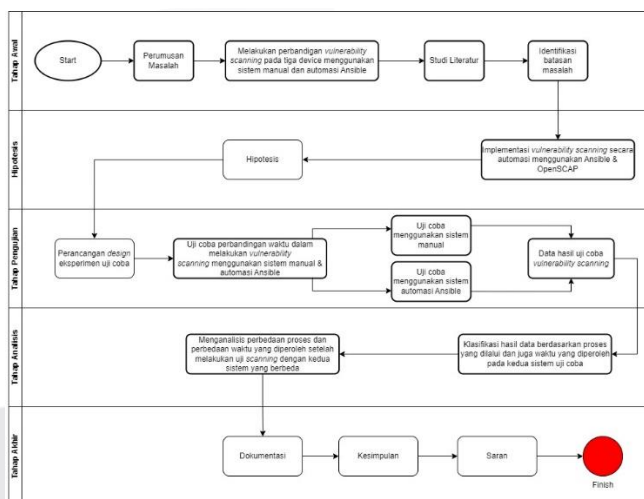 Tahap Awal
Start
Perumusan
Masalah
Melakukan perbandigan vulnerability
scanning pada tiga device menggunakan
sistem manual dan automasi Ansible
Studi Literatur
Identifikasi
batasan
masalah
Hipotesis
Hipotesis
Implementasi vulnerability scanning secara
automasi menggunakan Ansible &
OpenSCAP
Tahap Pengujian
Perancangan design
eksperimen uji coba
Uji coba perbandingan waktu dalam
melakukan vulnerability
scanning menggunakan sistem manual &
automasi Ansible
Uji coba
menggunakan sistem
manual
Uji coba
menggunakan sistem
automasi Ansible
Data hasil uji coba
vulnerability scanning
Tahap Analisis
Menganalisis perbedaan proses dan
perbedaan waktu yang diperoleh setelah
melakukan uji scanning dengan kedua
sistem yang berbeda
Klasifikasi hasil data berdasarkan proses
yang dilalui dan juga waktu yang diperoleh
pada kedua sistem uji coba
Tahap Akhir
Dokumentasi
Kesimpulan
Saran
Finish